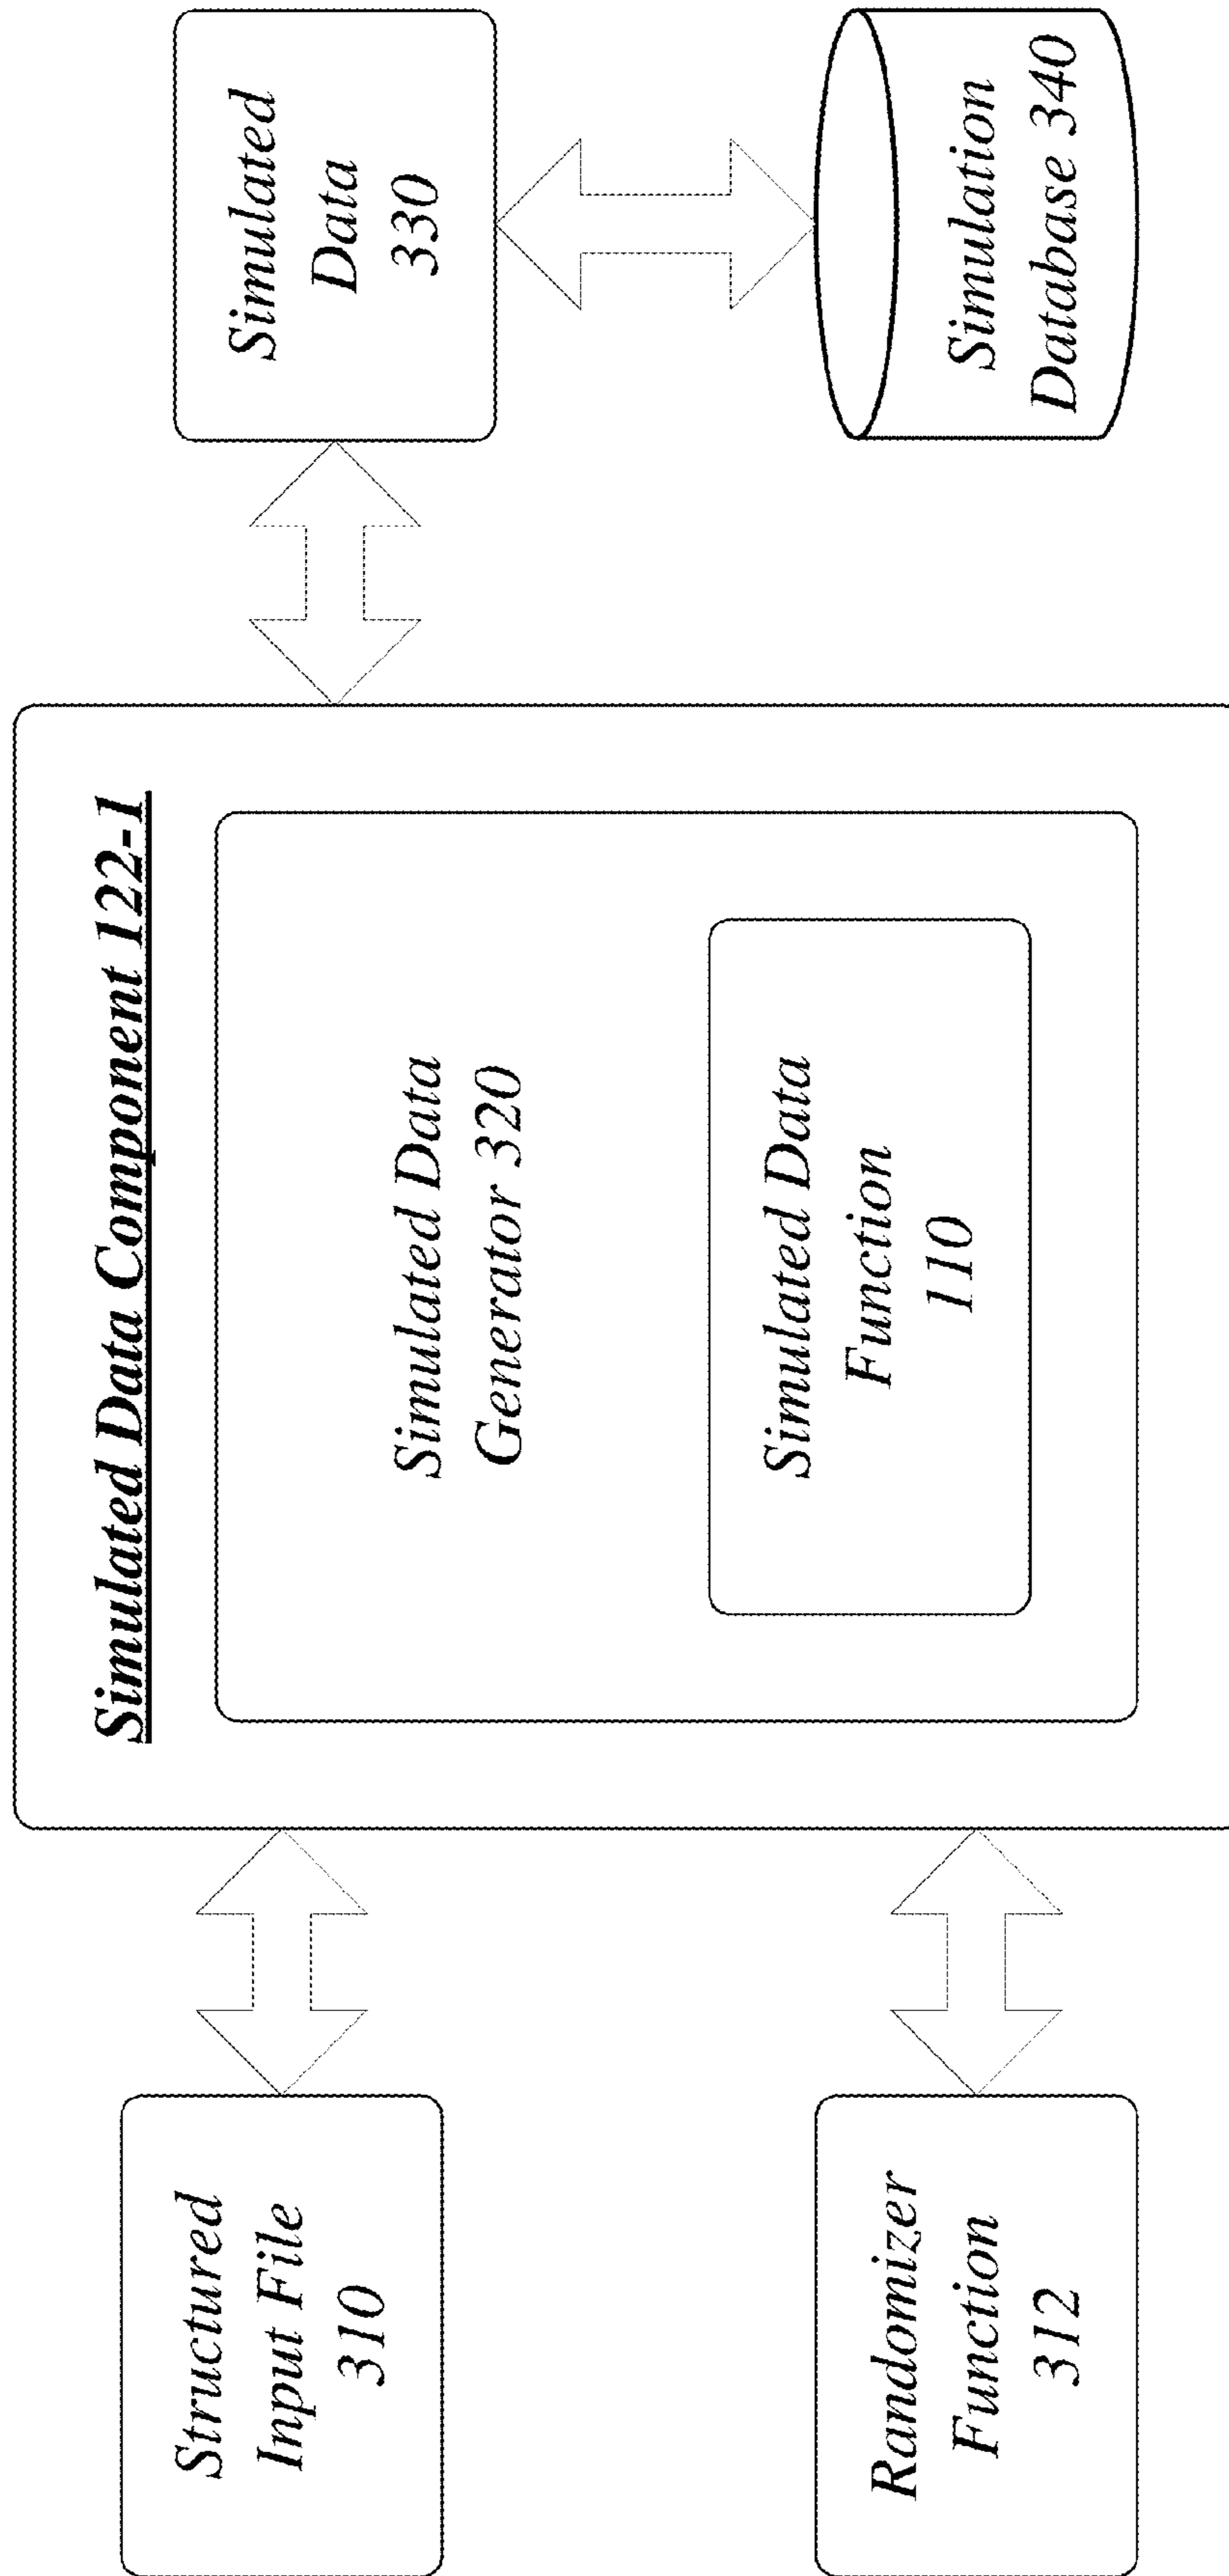 Simulated Data Component 122-1
Structured
Input File
310
Randomizer
Function
312
Simulated Data
Generator 320
Simulated Data
Function
110
Simulated
Data
330
Simulation
Database 340